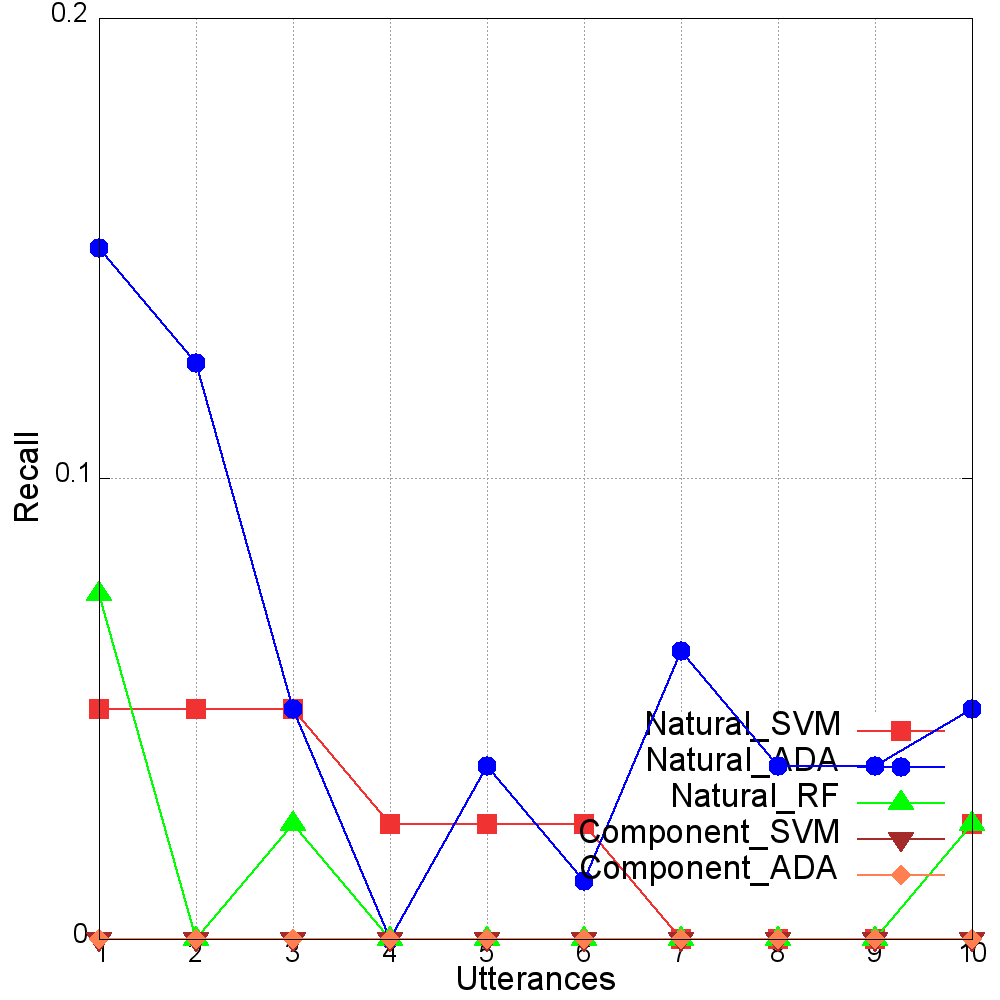 0.2
0.1
0
Recall
Natural_SVM
Natural_ADA
Natural_RF
Component_SVM
Component_ADA
1 2 3 4 5 6 7 8 9 10
Utterances